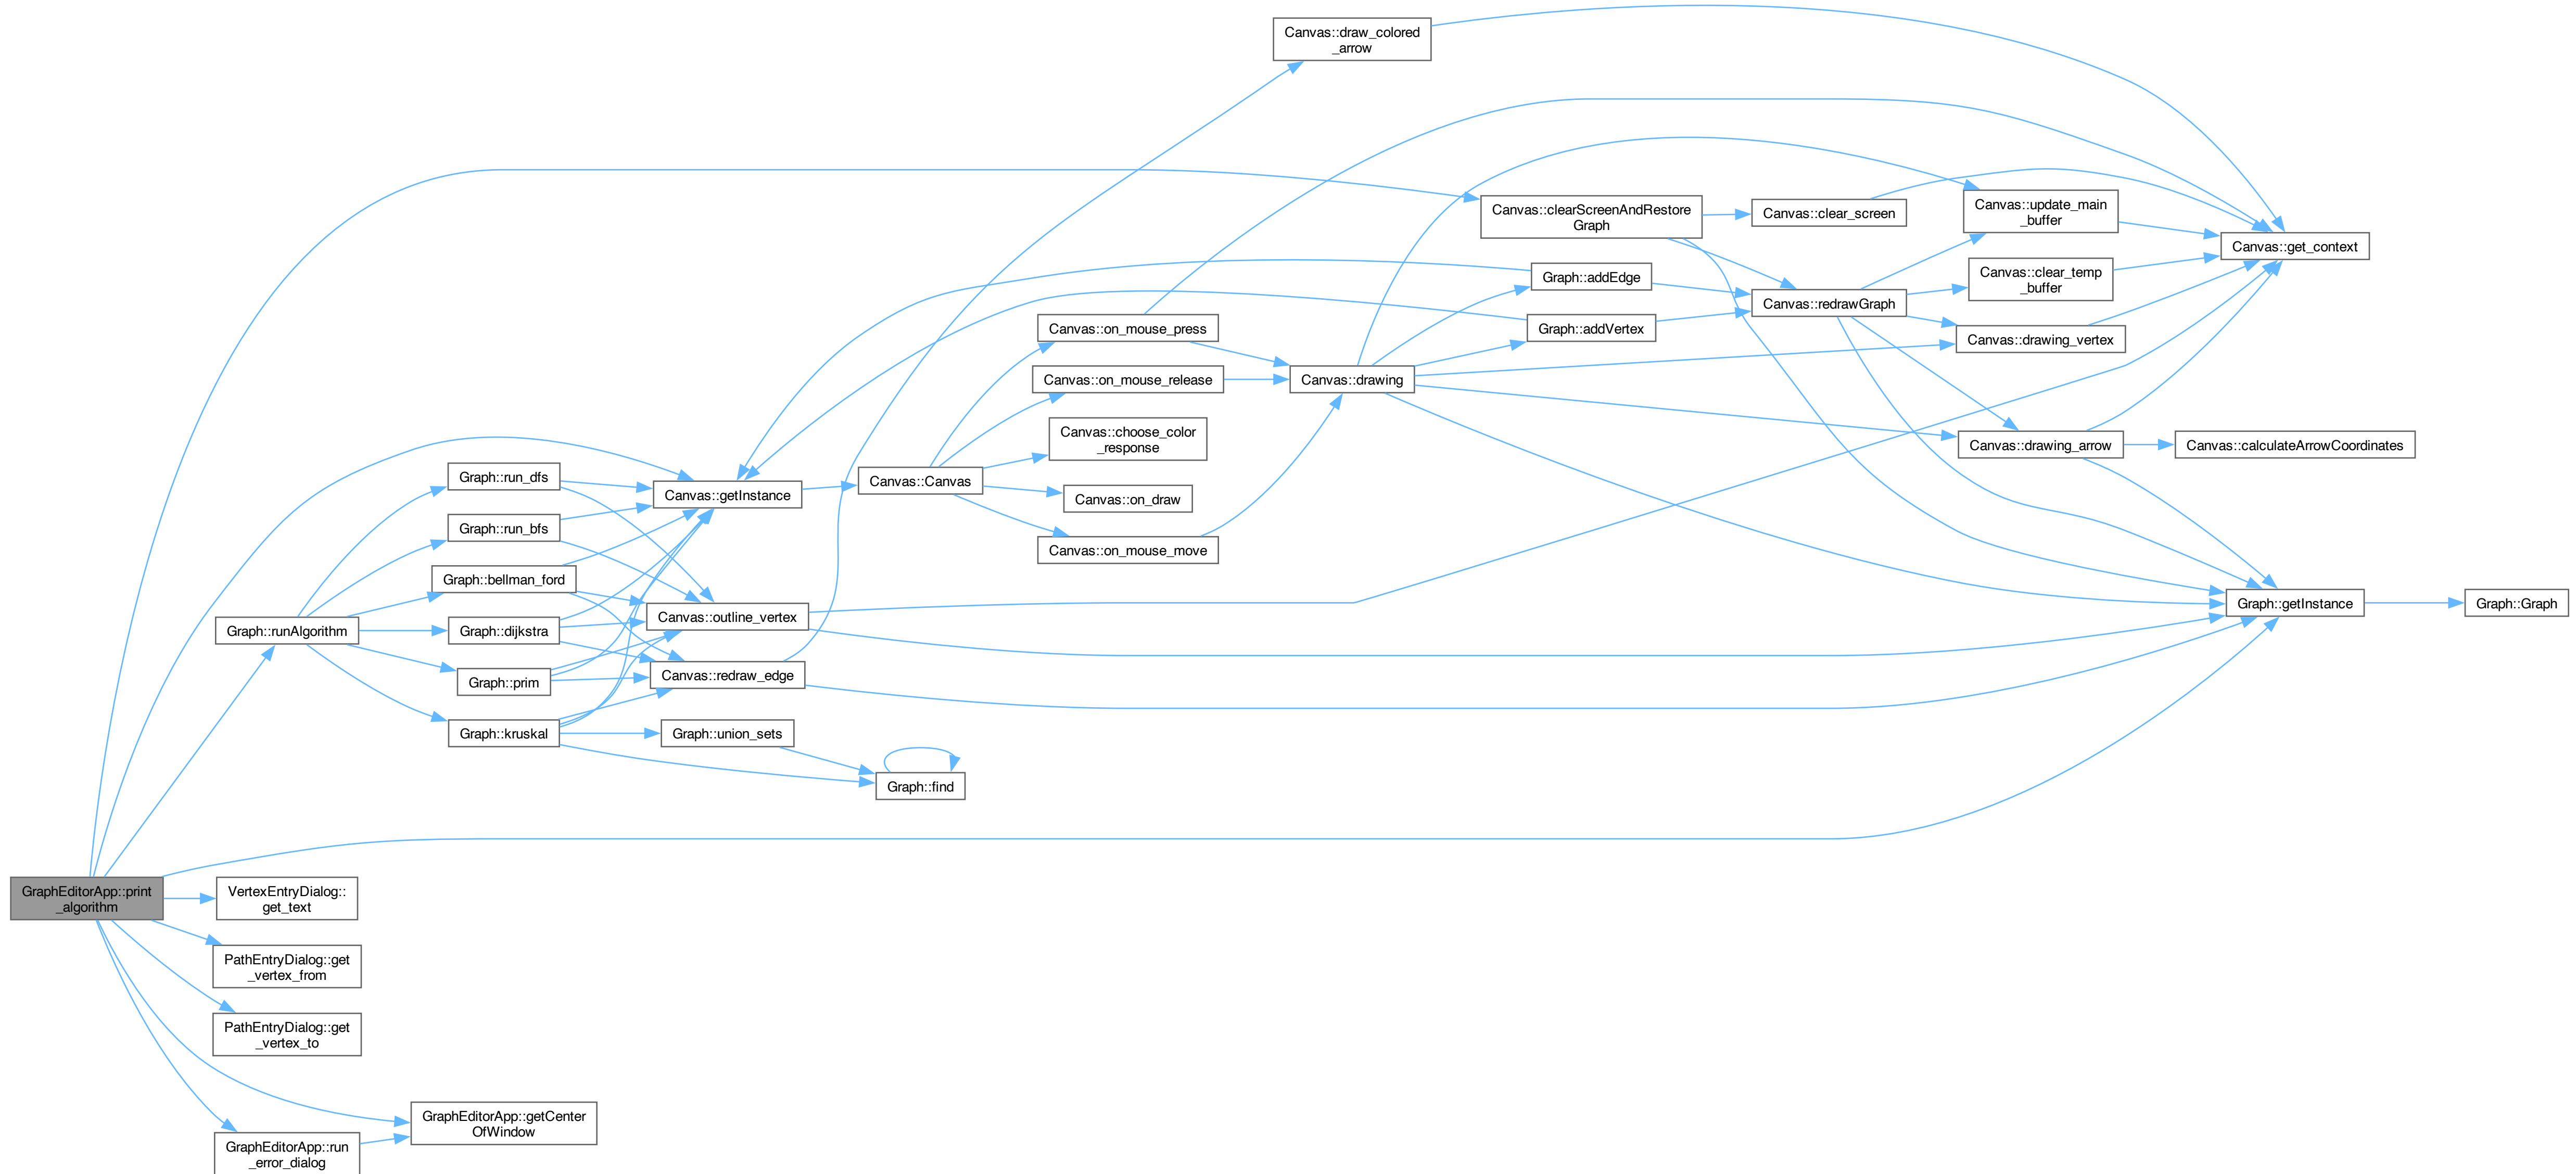 Canvas::draw_colored
_arrow
Canvas::clearScreenAndRestore
Graph
Canvas::clear_screen
Canvas::update_main
_buffer
Canvas::get_context
Graph::addEdge
Canvas::clear_temp
_buffer
Canvas::redrawGraph
Canvas::on_mouse_press
Graph::addVertex
Canvas::drawing_vertex
Canvas::on_mouse_release
Canvas::drawing
Canvas::choose_color
_response
Canvas::drawing_arrow
Canvas::calculateArrowCoordinates
Graph::run_dfs
Canvas::getInstance
Canvas::Canvas
Canvas::on_draw
Graph::run_bfs
Canvas::on_mouse_move
Graph::bellman_ford
Canvas::outline_vertex
Graph::getInstance
Graph::Graph
Graph::runAlgorithm
Graph::dijkstra
Canvas::redraw_edge
Graph::prim
Graph::kruskal
Graph::union_sets
Graph::find
GraphEditorApp::print
_algorithm
VertexEntryDialog::
get_text
PathEntryDialog::get
_vertex_from
PathEntryDialog::get
_vertex_to
GraphEditorApp::getCenter
OfWindow
GraphEditorApp::run
_error_dialog